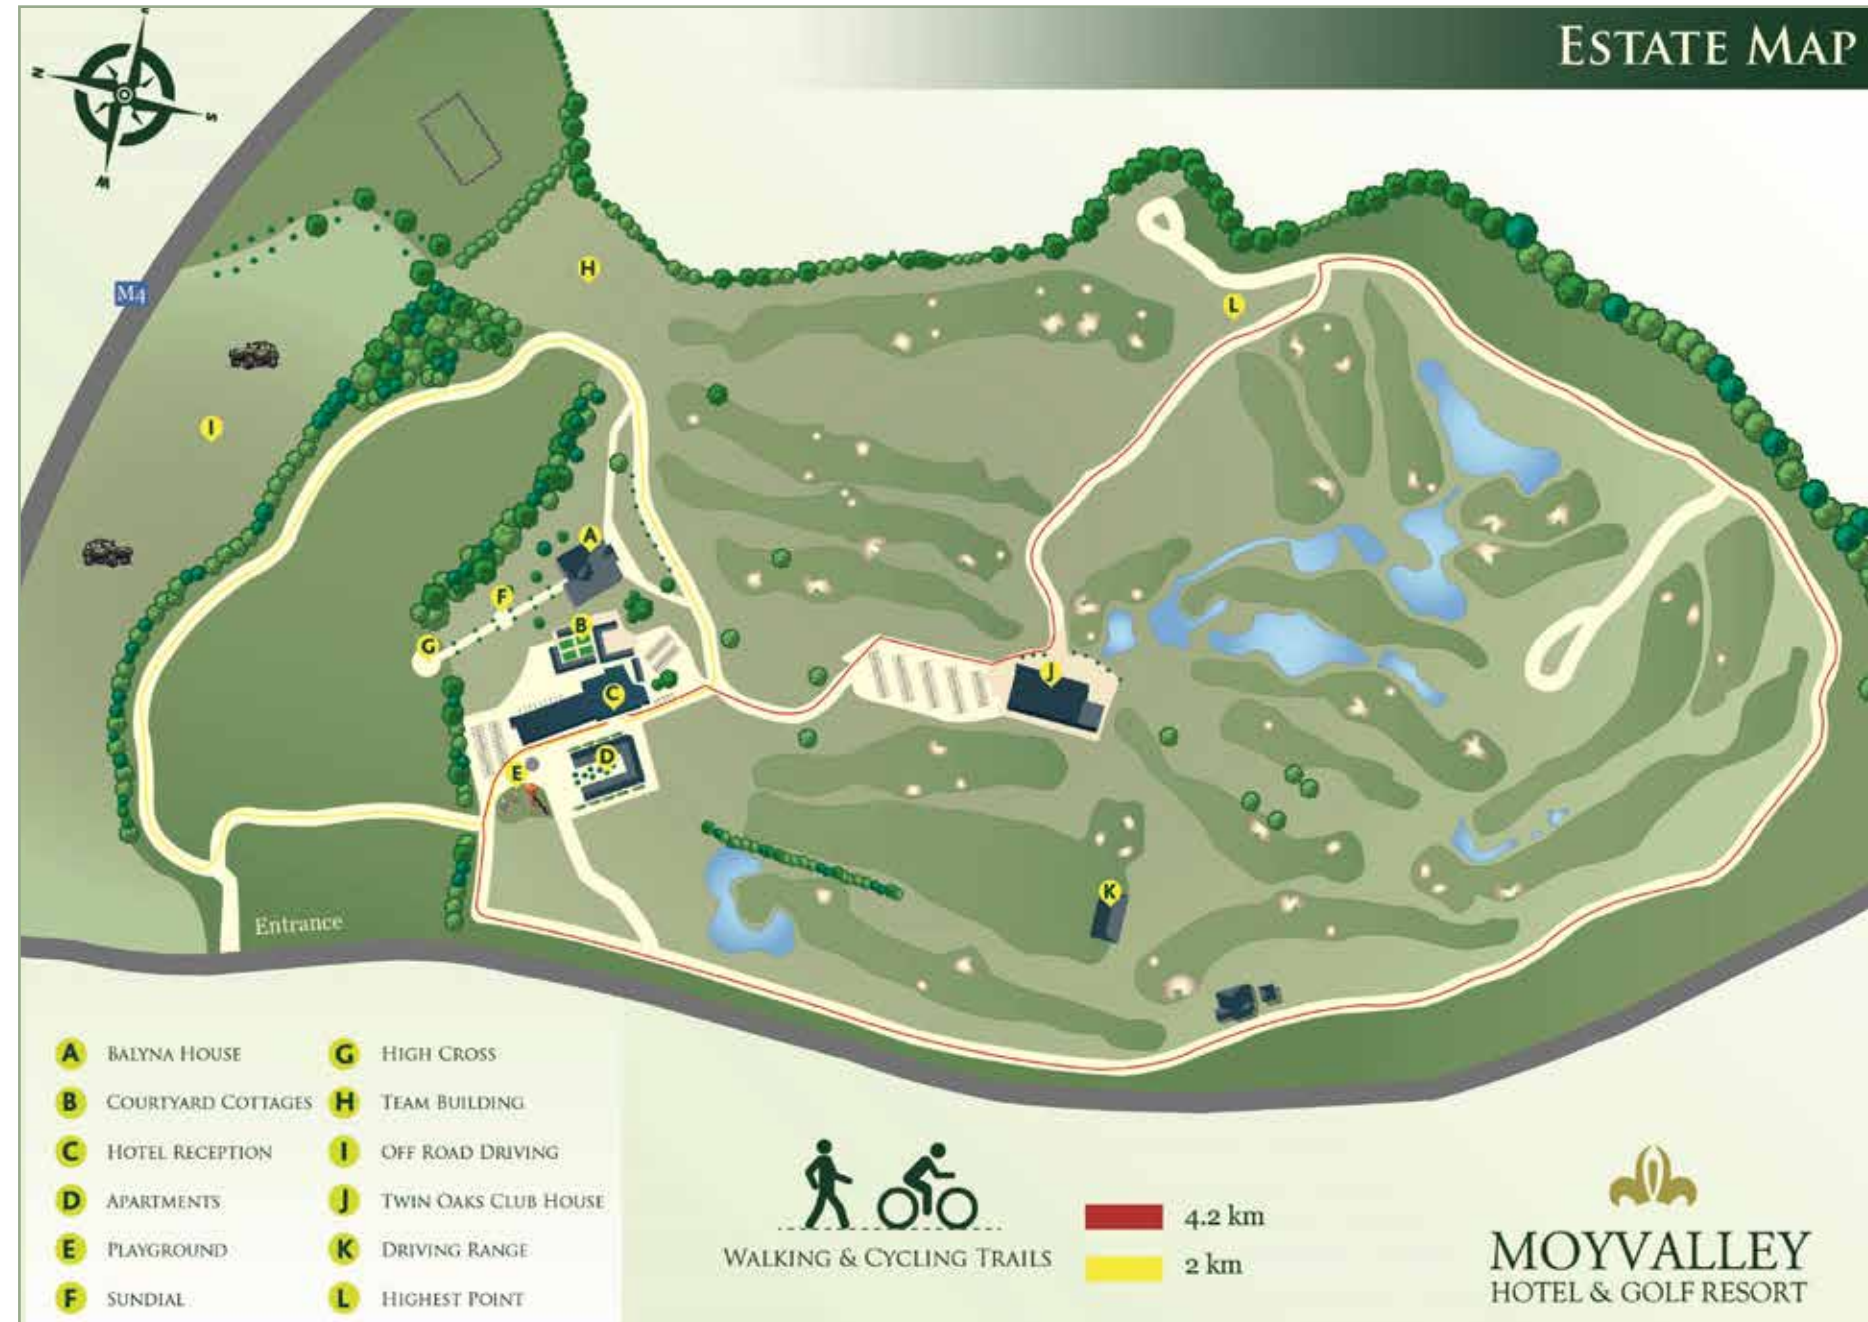 ESTATE MAP
N
S
W
M4
H
L
I
A
F
B
G
C
J
D
E
K
Entrance
A BALYNA HOUSE
B COURTYARD COTTAGES
C HOTEL RECEPTION
D APARTMENTS
E PLAYGROUND
F SUNDIAL
G HIGH CROSS
H TEAM BUILDING
I OFF ROAD DRIVING
J TWIN OAKS CLUB HOUSE
K DRIVING RANGE
L HIGHEST POINT
WALKING & CYCLING TRAILS
4.2 km
2 km
MOYVALLEY
HOTEL & GOLF RESORT